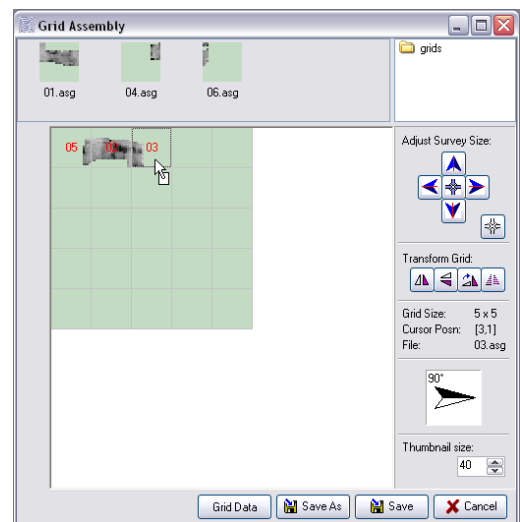 Grid Assembly
01.asg 04.asg 06.asg
grids
05 03
Adjust Survey Size:
Transform Grid:
Grid Size: 5 x 5
Cursor Posn: [3,1]
File: 03.asg
90°
Thumbnail size:
40
Grid Data Save As Save Cancel